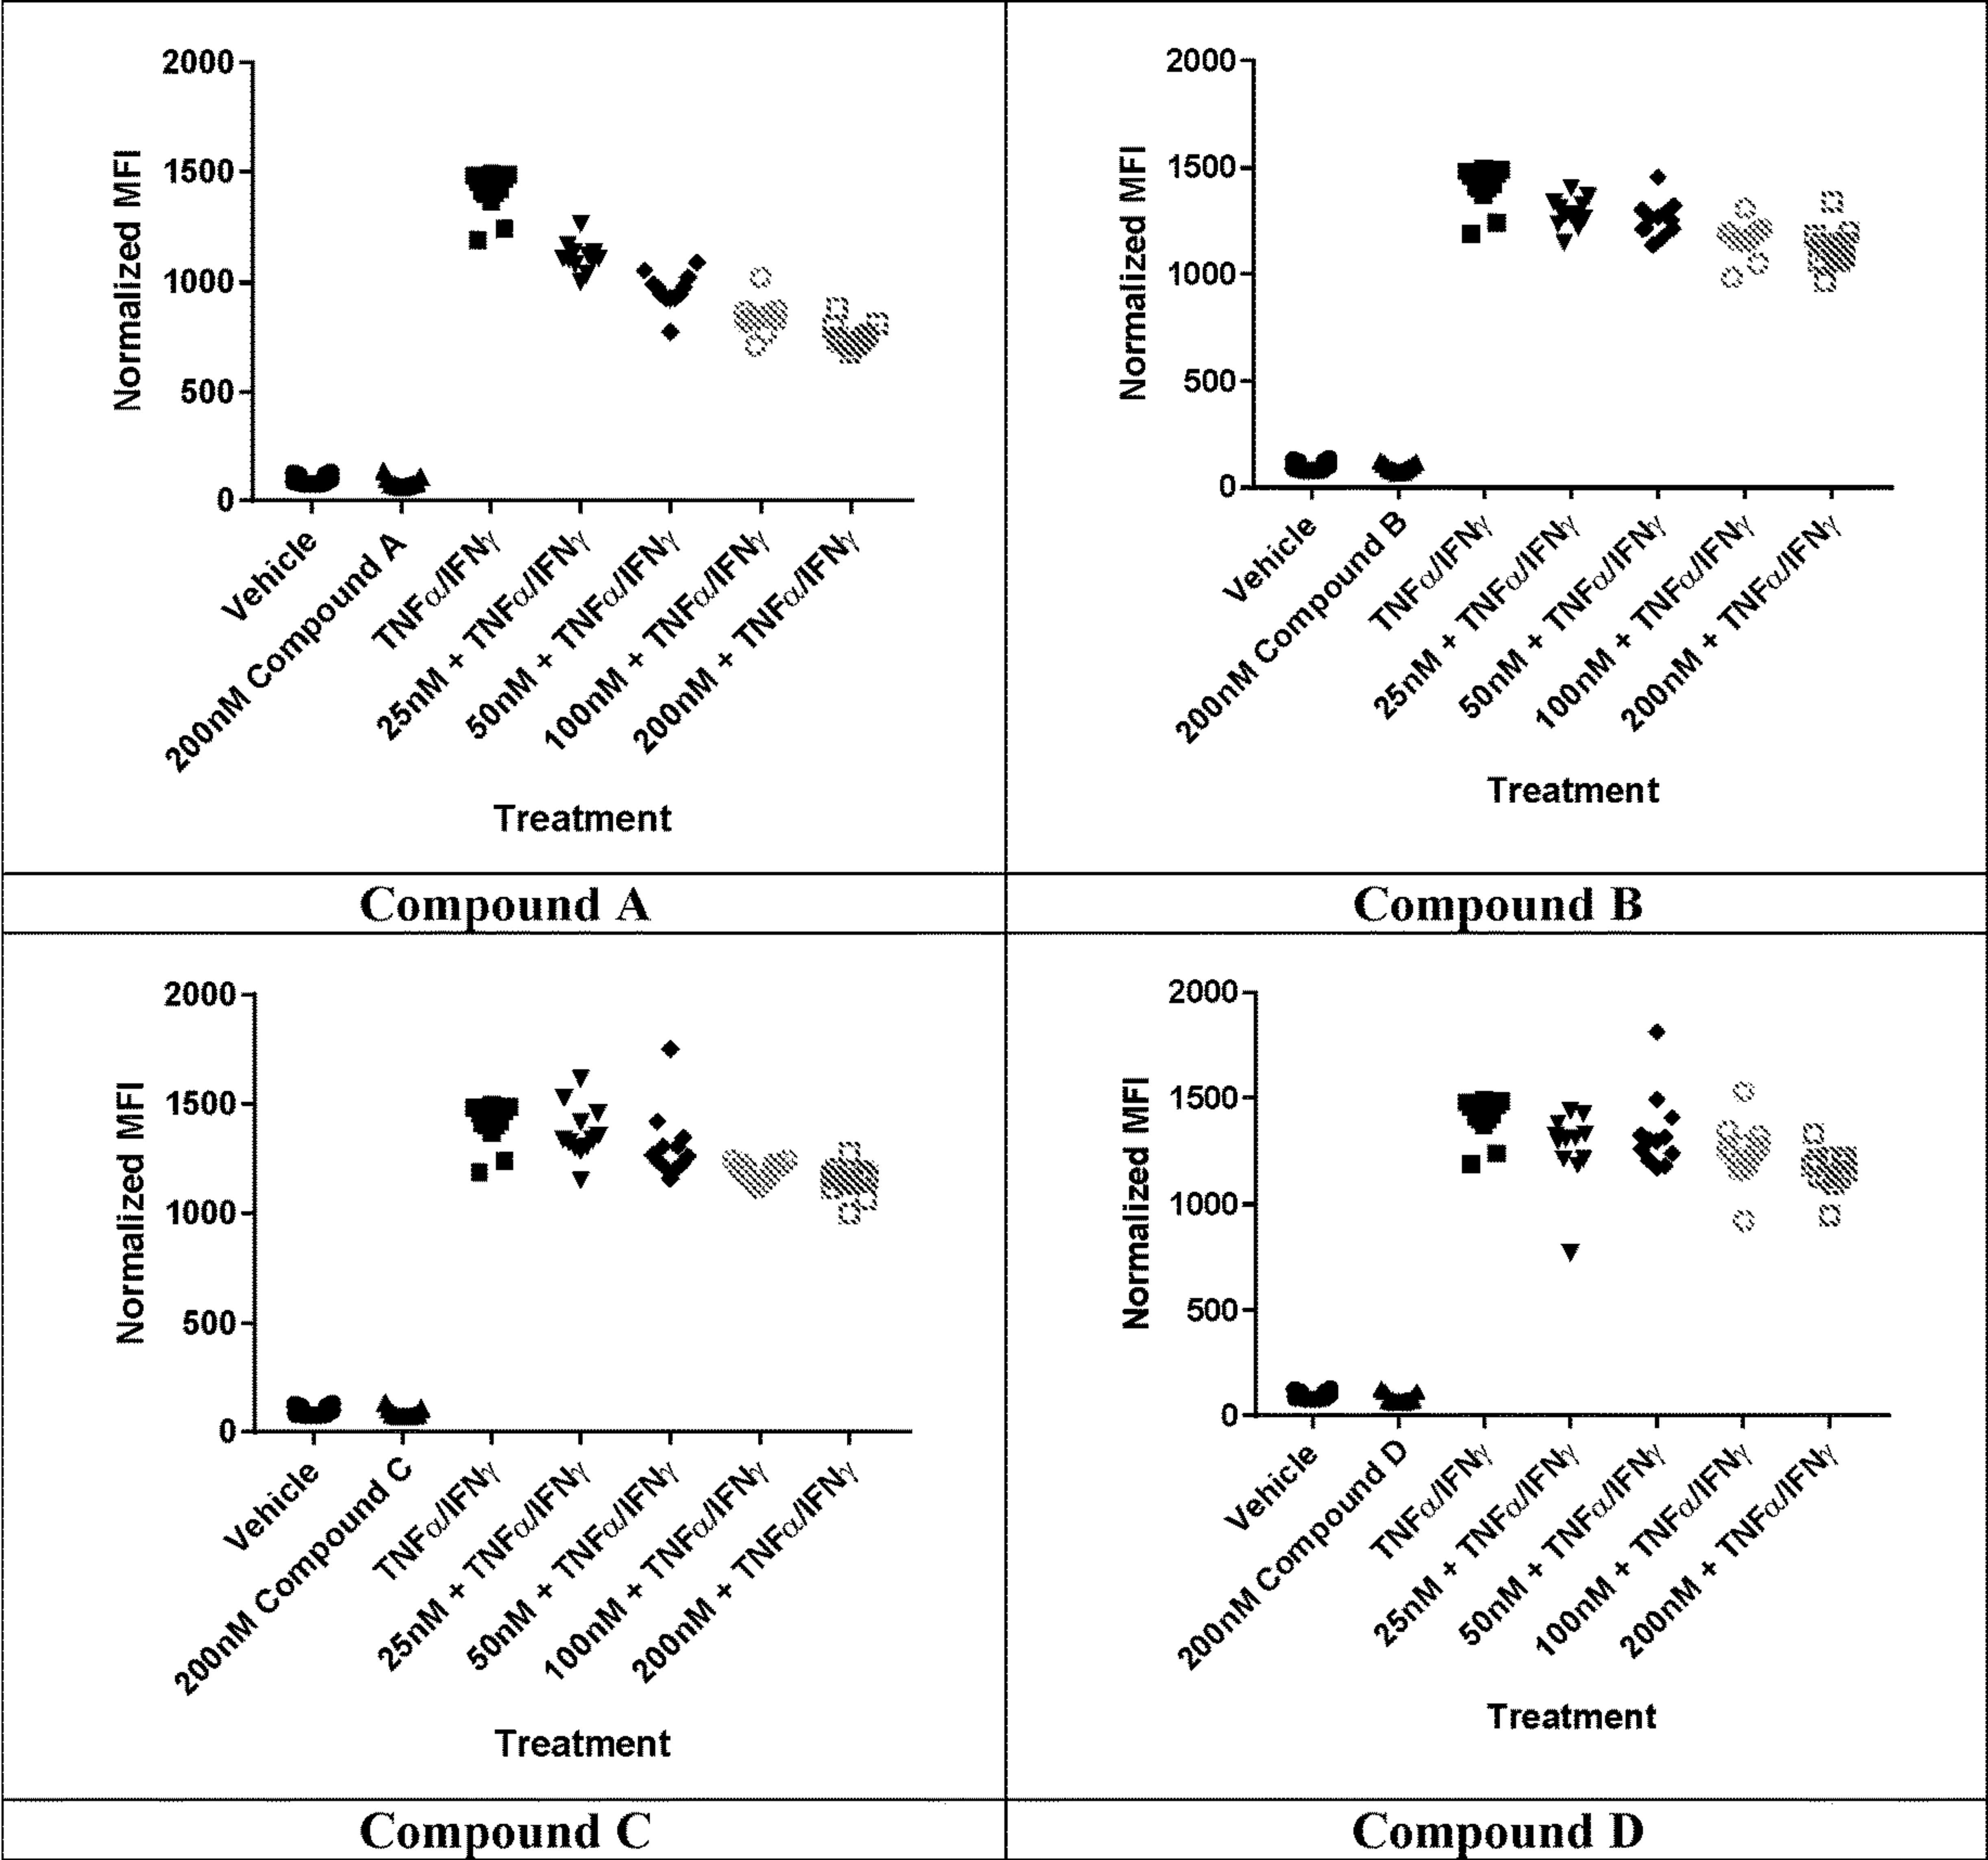 2000
1500
1000
500
0
Normalized MFI
Vehicle
200nM Compound A
TNFα/IFNγ
25nM + TNFα/IFNγ
50nM + TNFα/IFNγ
100nM + TNFα/IFNγ
200nM + TNFα/IFNγ
Treatment
2000
1500
1000
500
0
Normalized MFI
Vehicle
200nM Compound B
TNFα/IFNγ
25nM + TNFα/IFNγ
50nM + TNFα/IFNγ
100nM + TNFα/IFNγ
200nM + TNFα/IFNγ
Treatment
Compound A
Compound B
2000
1500
1000
500
0
Normalized MFI
Vehicle
200nM Compound C
TNFα/IFNγ
25nM + TNFα/IFNγ
50nM + TNFα/IFNγ
100nM + TNFα/IFNγ
200nM + TNFα/IFNγ
Treatment
2000
1500
1000
500
0
Normalized MFI
Vehicle
200nM Compound D
TNFα/IFNγ
25nM + TNFα/IFNγ
50nM + TNFα/IFNγ
100nM + TNFα/IFNγ
200nM + TNFα/IFNγ
Treatment
Compound C
Compound D